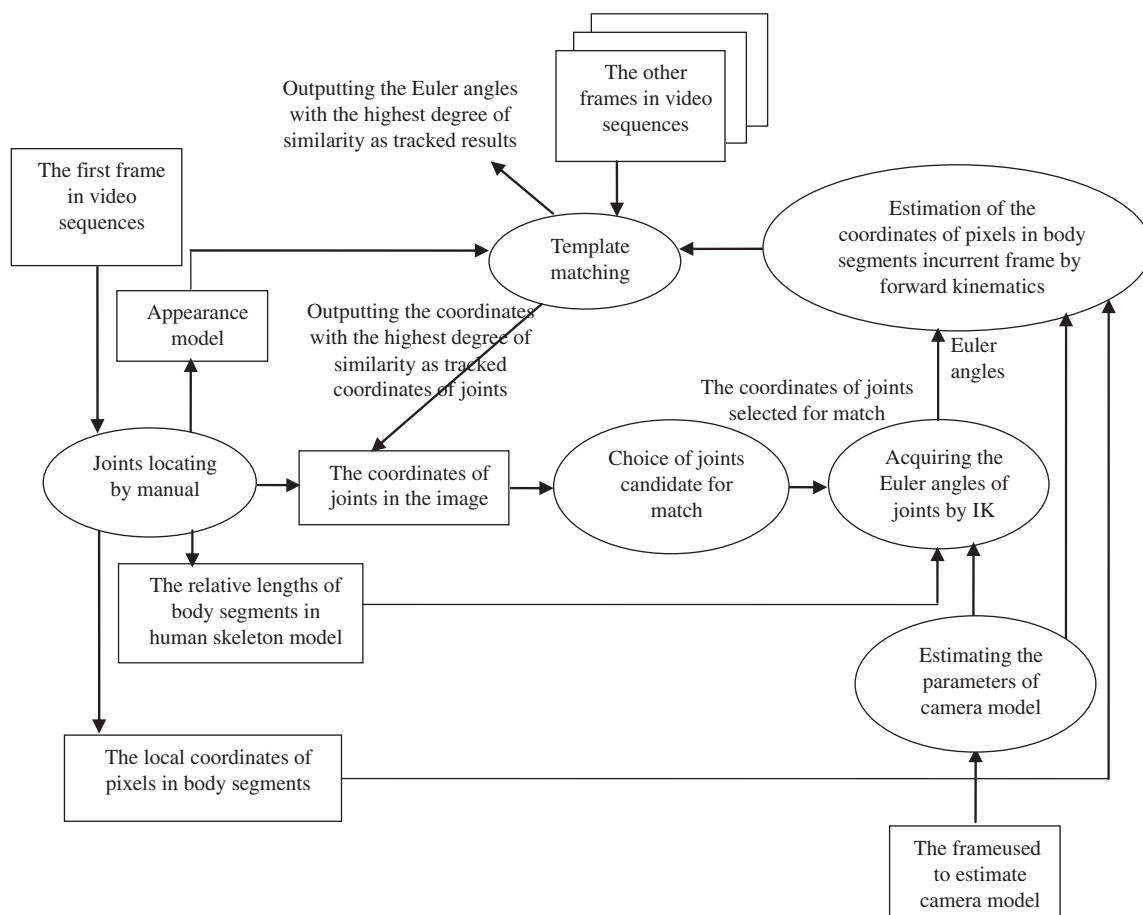 The other
frames in video
sequences
Outputting the Euler angles
with the highest degree of
similarity as tracked results
The first frame
in video
sequences
Estimation of the
coordinates of pixels in body
segments incurrent frame by
forward kinematics
Template
matching
Appearance
model
Outputting the coordinates
with the highest degree of
similarity as tracked
coordinates of joints
Euler
angles
The coordinates of joints
selected for match
Joints locating
by manual
The coordinates of
joints in the image
Choice of joints
candidate for
match
Acquiring the
Euler angles of
joints by IK
The relative lengths of
body segments in
human skeleton model
Estimating the
parameters of
camera model
The local coordinates of
pixels in body segments
The frameused
to estimate
camera model